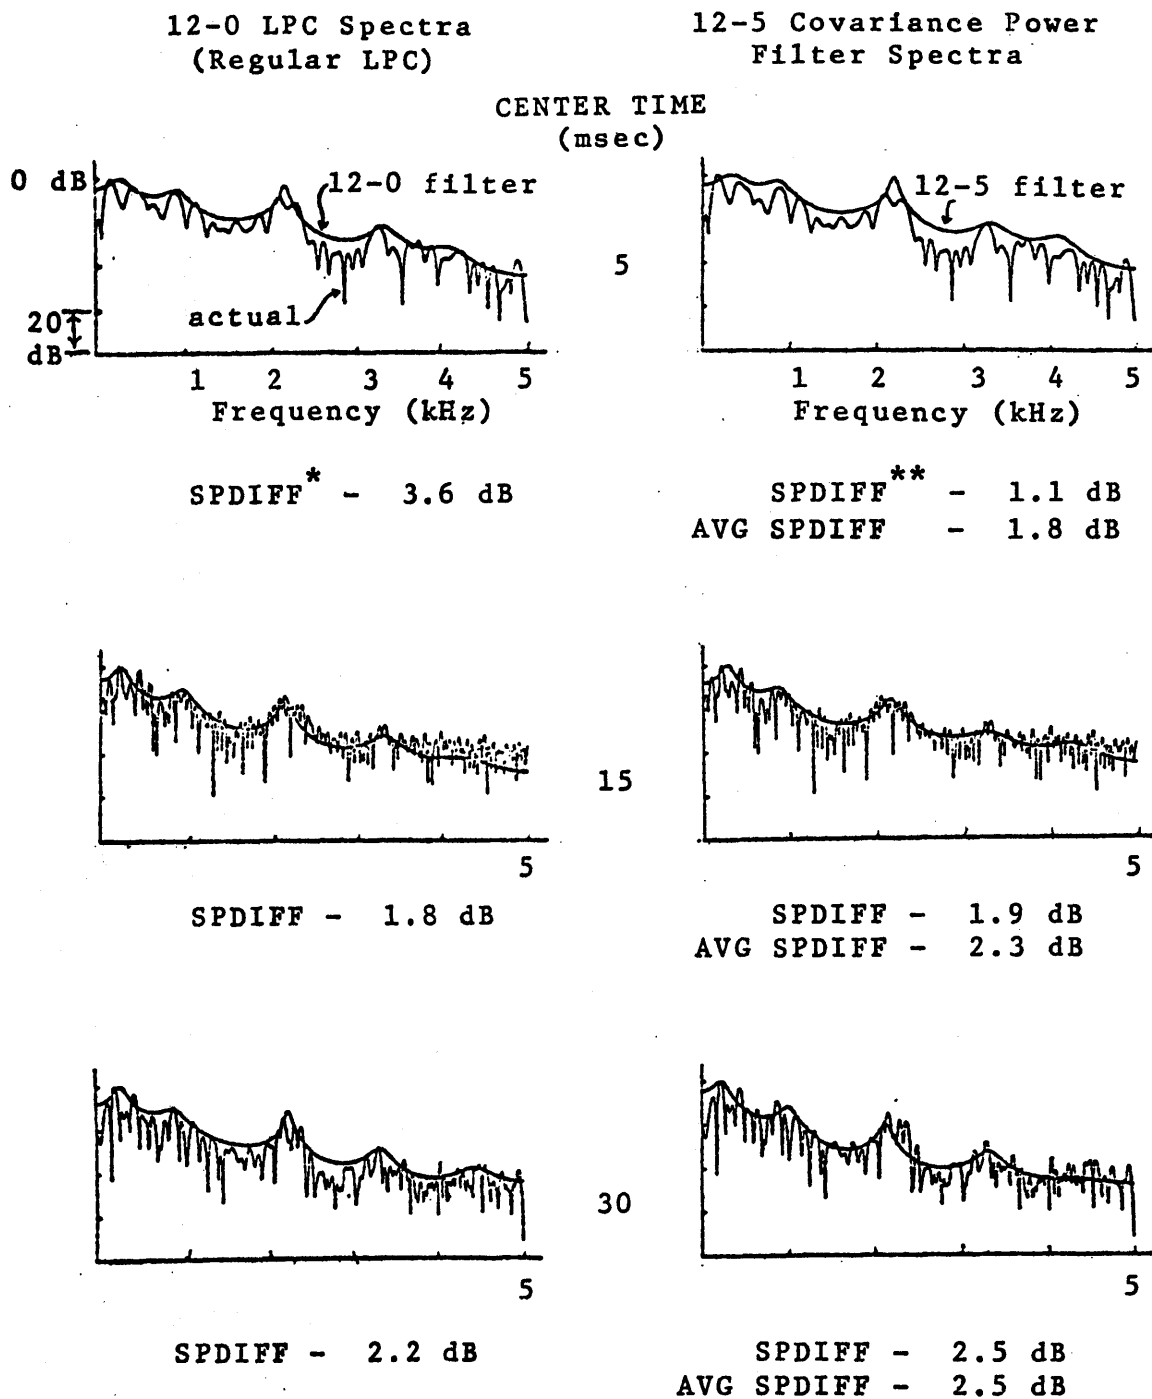 12-0 LPC Spectra
(Regular LPC)
12-5 Covariance Power
Filter Spectra
CENTER TIME
(msec)
0 dB
12-0 filter
actual
20
dB
1 2 3 4 5
Frequency (kHz)
5
12-5 filter
1 2 3 4 5
Frequency (kHz)
SPDIFF* - 3.6 dB
SPDIFF** - 1.1 dB
AVG SPDIFF - 1.8 dB
15
5
5
SPDIFF - 1.8 dB
SPDIFF - 1.9 dB
AVG SPDIFF - 2.3 dB
30
5
5
SPDIFF - 2.2 dB
SPDIFF - 2.5 dB
AVG SPDIFF - 2.5 dB